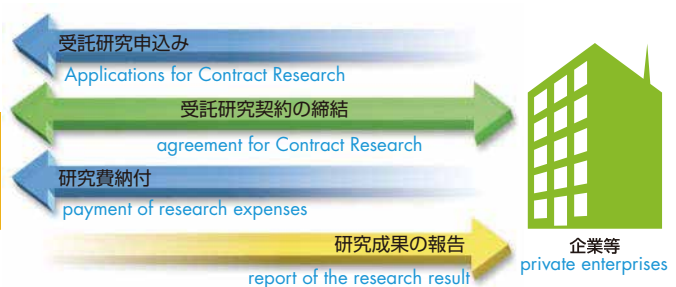 受託研究申込み
Applications for Contract Research
受託研究契約の締結
agreement for Contract Research
研究費納付
payment of research expenses
研究成果の報告
report of the research result
企業等
private enterprises